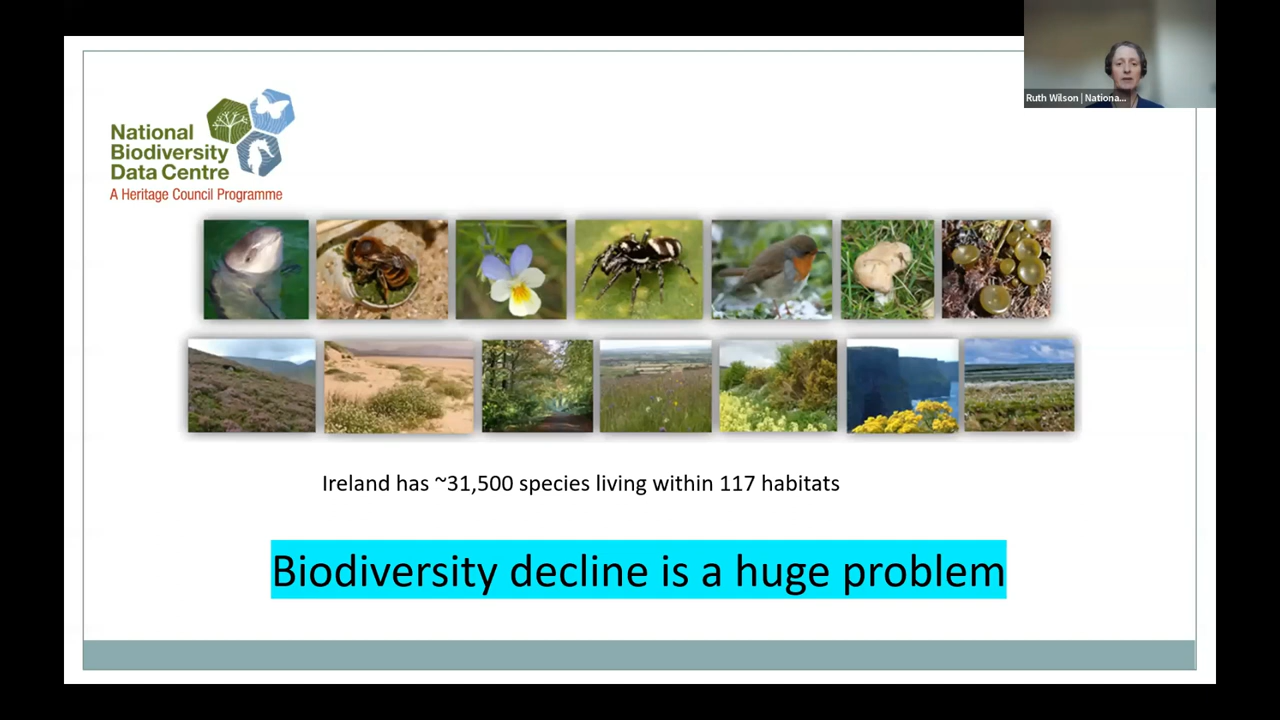 Ruth Wilson | Nationa...
National
Biodiversity
Data Centre
A Heritage Council Programme
Ireland has ~31,500 species living within 117 habitats
Biodiversity decline is a huge problem